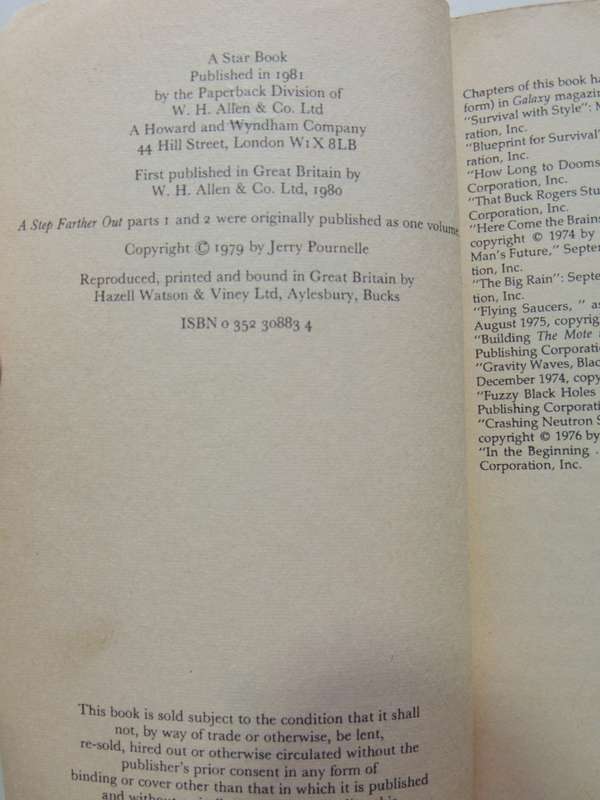 A Star Book
Published in 1981
by the Paperback Division of
W. H. Allen & Co. Ltd
A Howard and Wyndham Company
44 Hill Street, London W1X 8LB
First published in Great Britain by
W. H. Allen & Co. Ltd, 1980
A Step Farther Out parts 1 and 2 were originally published as one volume
Copyright © 1979 by Jerry Pournelle
Reproduced, printed and bound in Great Britain by
Hazell Watson & Viney Ltd, Aylesbury, Bucks
ISBN 0 352 30883 4
This book is sold subject to the condition that it shall
not, by way of trade or otherwise, be lent,
re-sold, hired out or otherwise circulated without the
publisher's prior consent in any form of
binding or cover other than that in which it is published
Chapters of this book
form) in Galaxy
"Survival with Style":
ration, Inc.
"Blueprint for Survival"
ration, Inc.
"How Long to
Corporation, Inc.
"That Buck Rogers
Corporation, Inc.
"Here Come the
copyright © 1974 by
Man's Future,"
tion, Inc.
"The Big Rain":
tion, Inc.
"Flying Saucers, " as
August 1975,
"Building The Mote
Publishing
"Gravity Waves,
December 1974,
"Fuzzy Black Holes
Publishing
"Crashing Neutron
copyright © 1976 by
"In the Beginning .
Corporation, Inc.